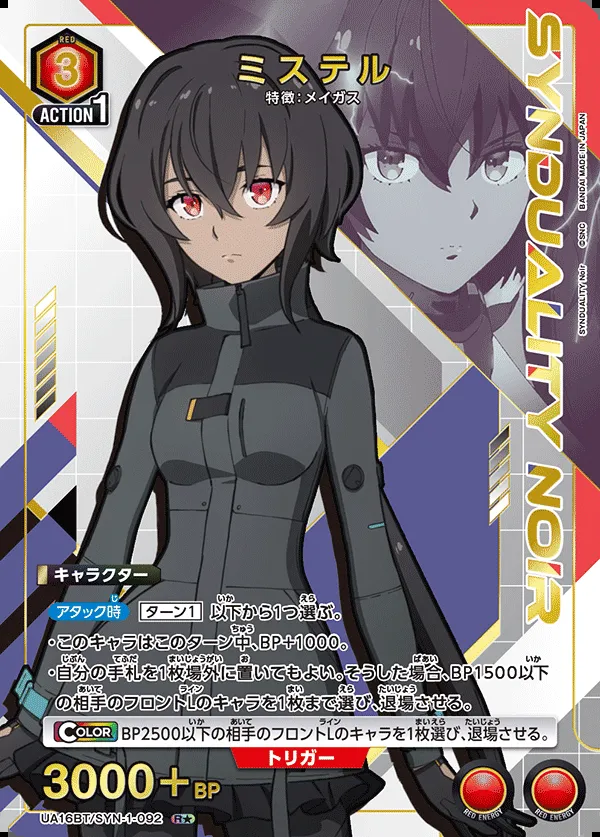 RED
3
ACTION1
ミステル
特徴:メイガス
SYNDUALITY NOIR
SYNDUALITY Noir ©SNC BANDAI MADE IN JAPAN
キャラクター
アタック時 ターン1 以下から1つ選ぶ。
・このキャラはこのターン中、BP+1000。
・自分の手札を1枚場外に置いてもよい。そうした場合、BP1500以下
の相手のフロントLのキャラを1枚まで選び、退場させる。
COLOR BP2500以下の相手のフロントLのキャラを1枚選び、退場させる。
トリガー
3000+BP
UA16BT/SYN-1-092 R★
RED ENERGY RED ENERGY